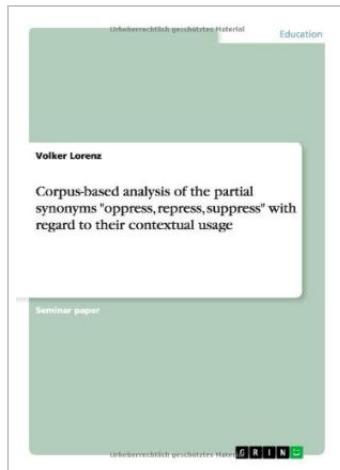 Urheberrechtlich geschütztes Material
Education
Volker Lorenz
Corpus-based analysis of the partial
synonyms "oppress, repress, suppress" with
regard to their contextual usage
Seminar paper
Urheberrechtlich geschütztes Mater
GRIN